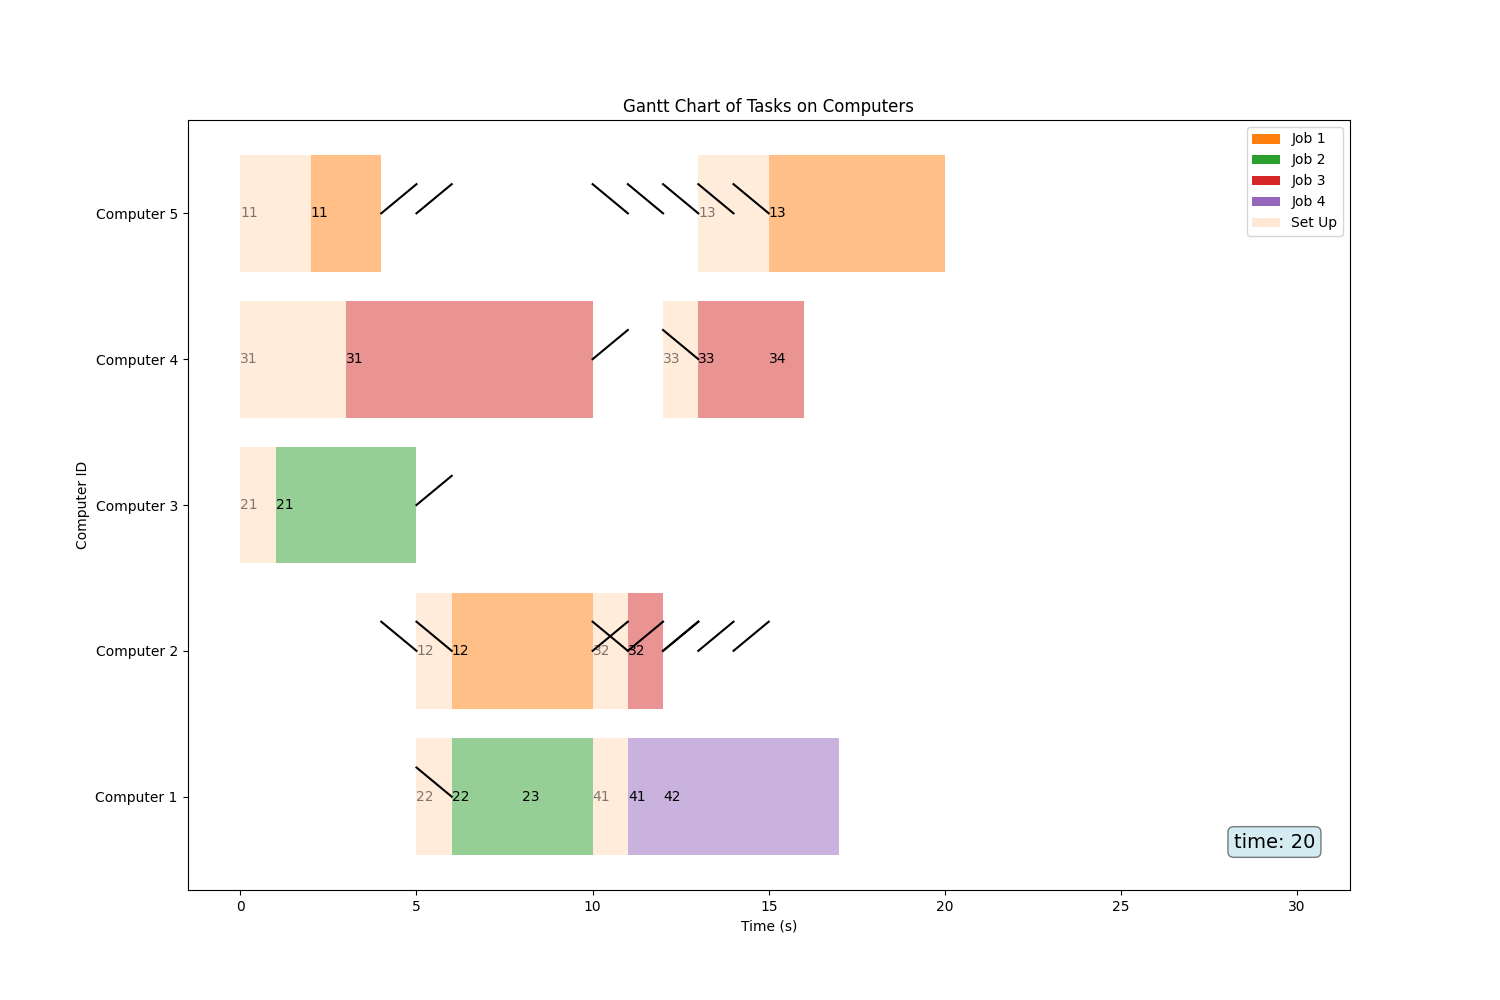 Gantt Chart of Tasks on Computers
Job 1
Job 2
Job 3
Job 4
Set Up
Computer 5
11
11
13
13
Computer 4
31
31
33
33
34
Computer 3
21
21
Computer 2
12
12
32
32
Computer 1
22
22
23
41
41
42
Computer ID
time: 20
0
5
10
15
20
25
30
Time (s)